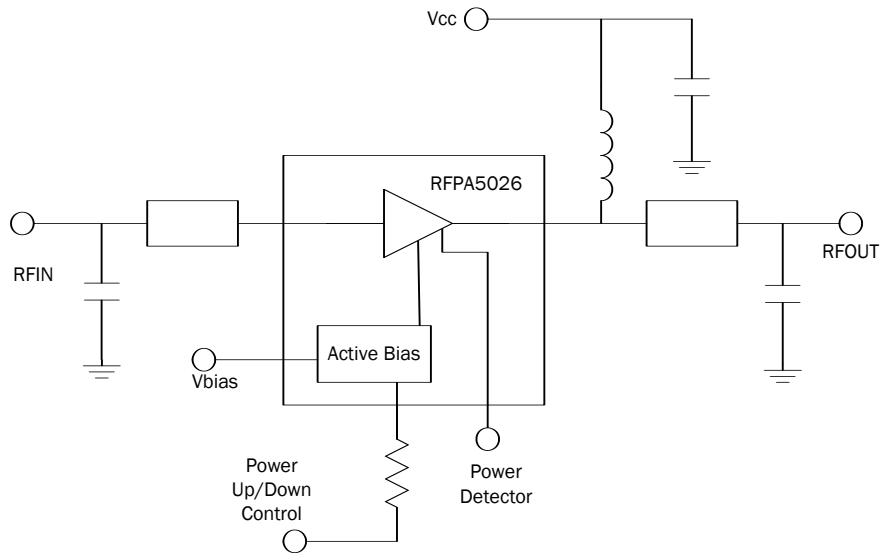 Vcc
RFPA5026
RFIN
RFOUT
Active Bias
Vbias
Power
Up/Down
Control
Power
Detector